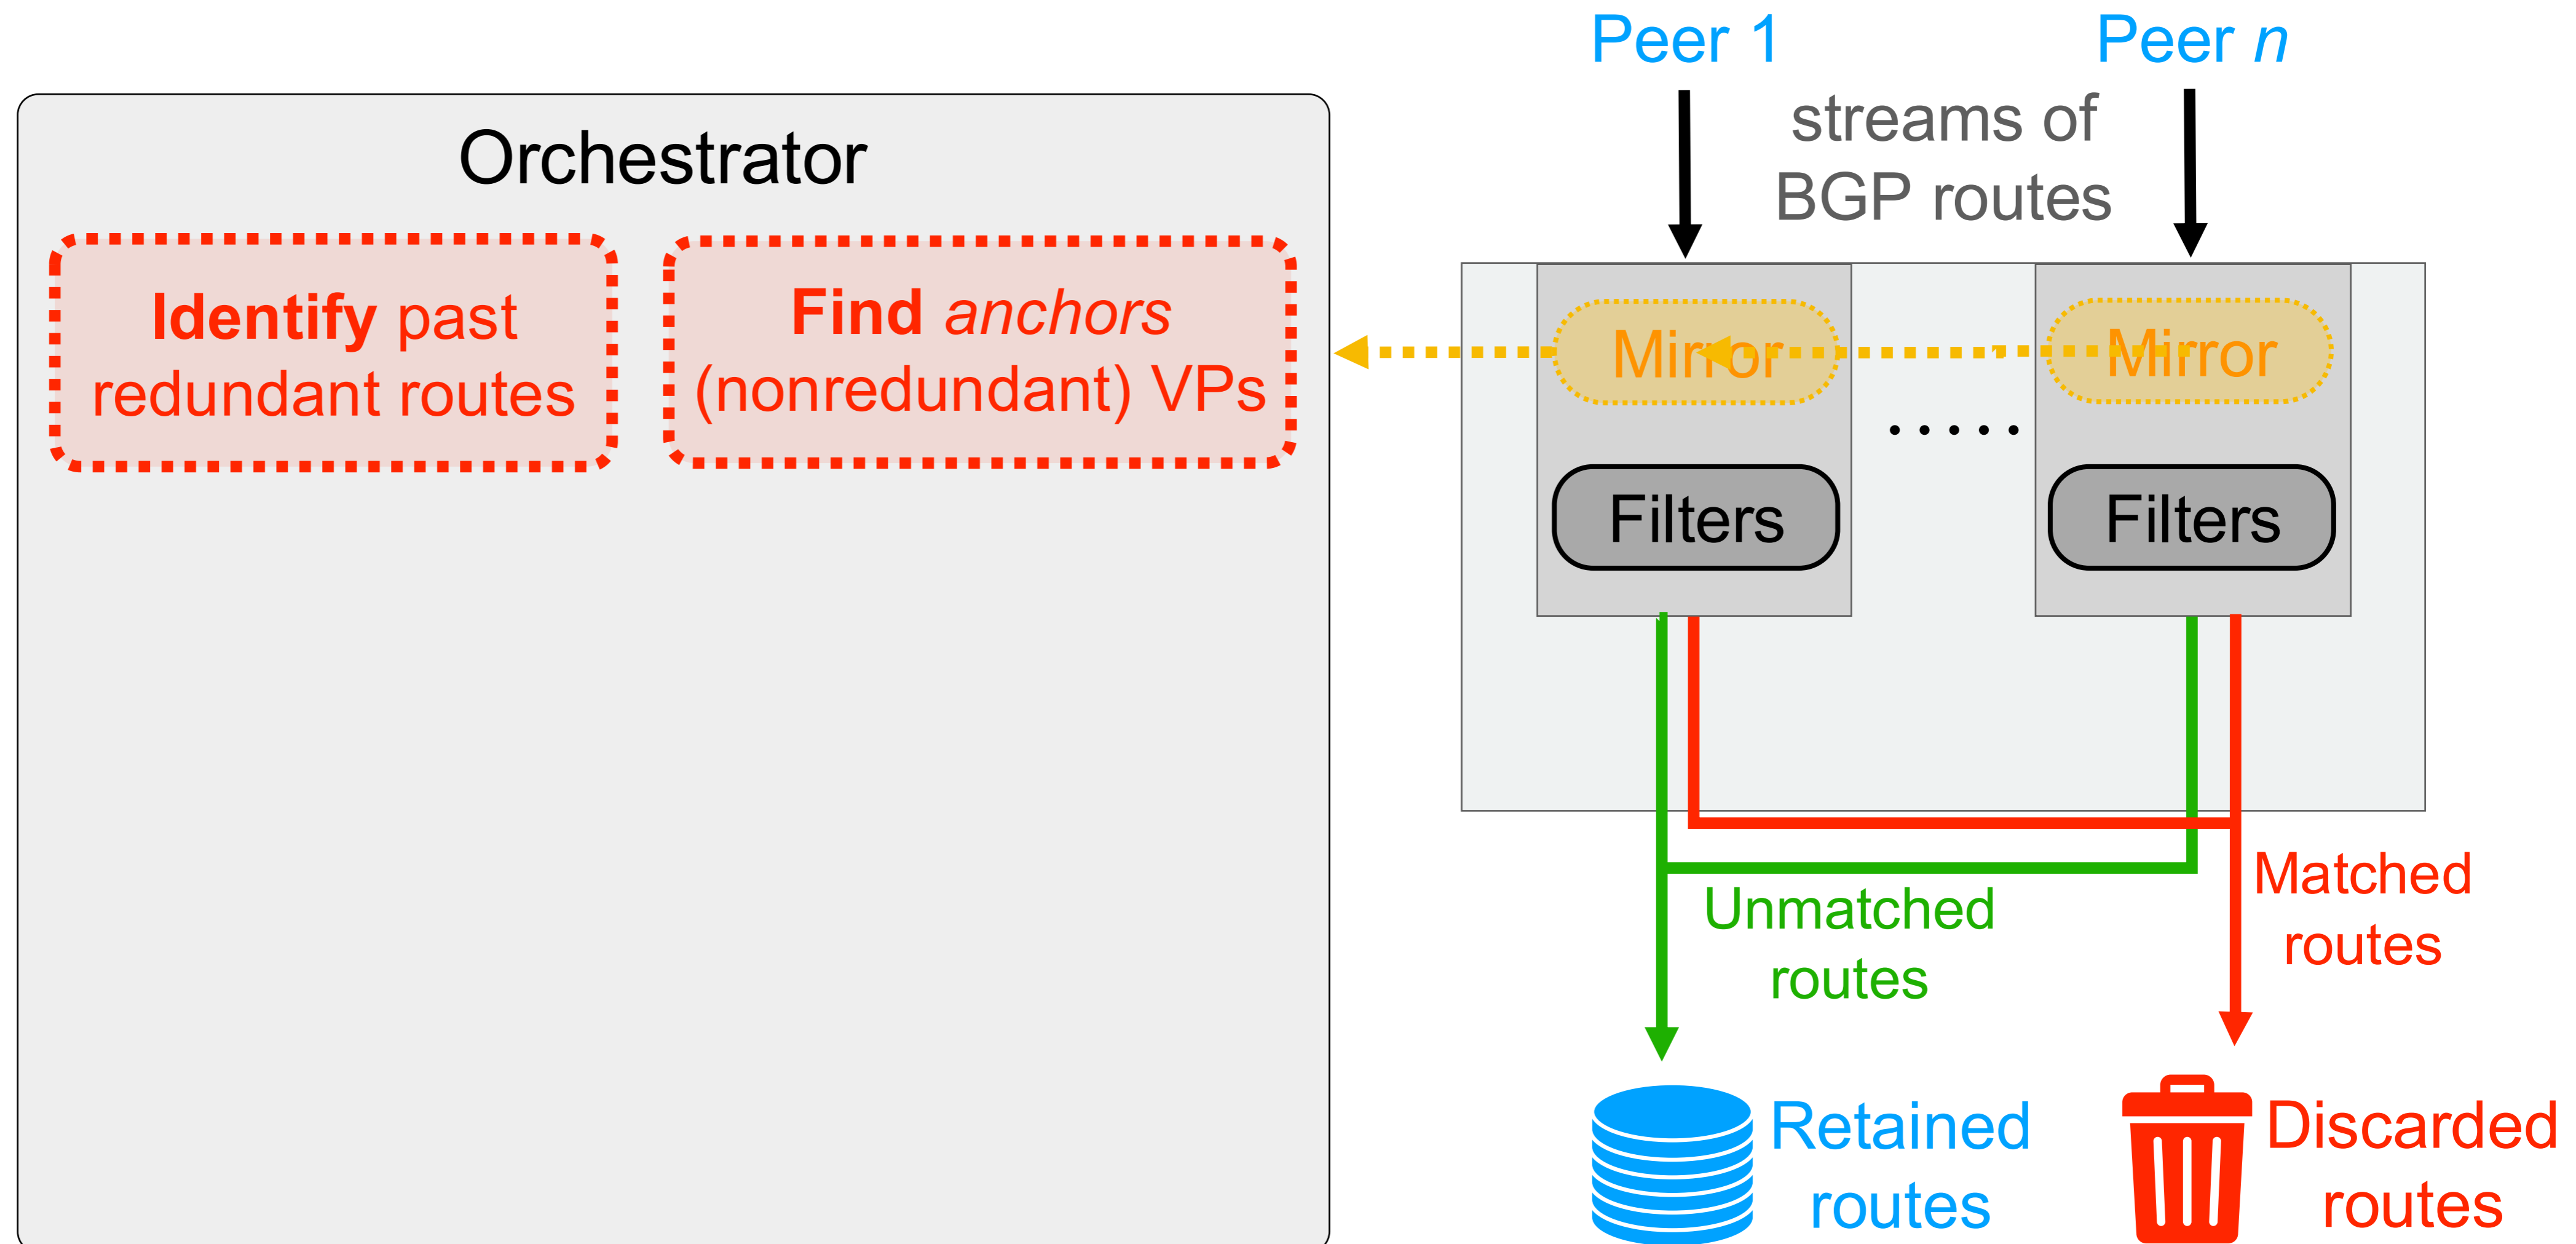 Orchestrator
Identify past
redundant routes
Find anchors
(nonredundant) VPs
Peer 1
Peer n
streams of
BGP routes
Mirror
Mirror
.....
Filters
Filters
Unmatched
routes
Matched
routes
Retained
routes
Discarded
routes